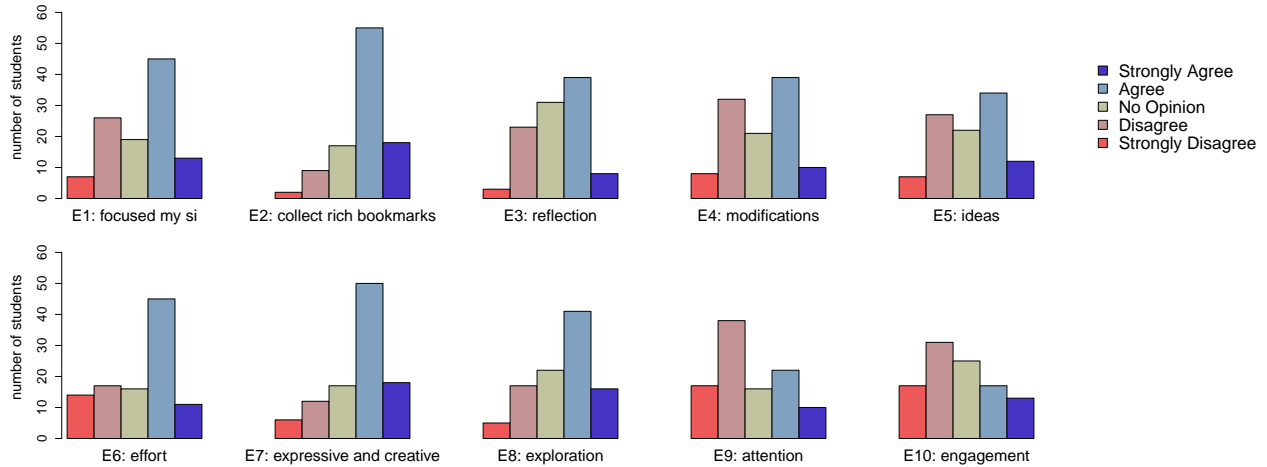 number of students
0 10 20 30 40 50 60
E1: focused my si
E2: collect rich bookmarks
E3: reflection
E4: modifications
E5: ideas
Strongly Agree
Agree
No Opinion
Disagree
Strongly Disagree
number of students
0 10 20 30 40 50 60
E6: effort
E7: expressive and creative
E8: exploration
E9: attention
E10: engagement